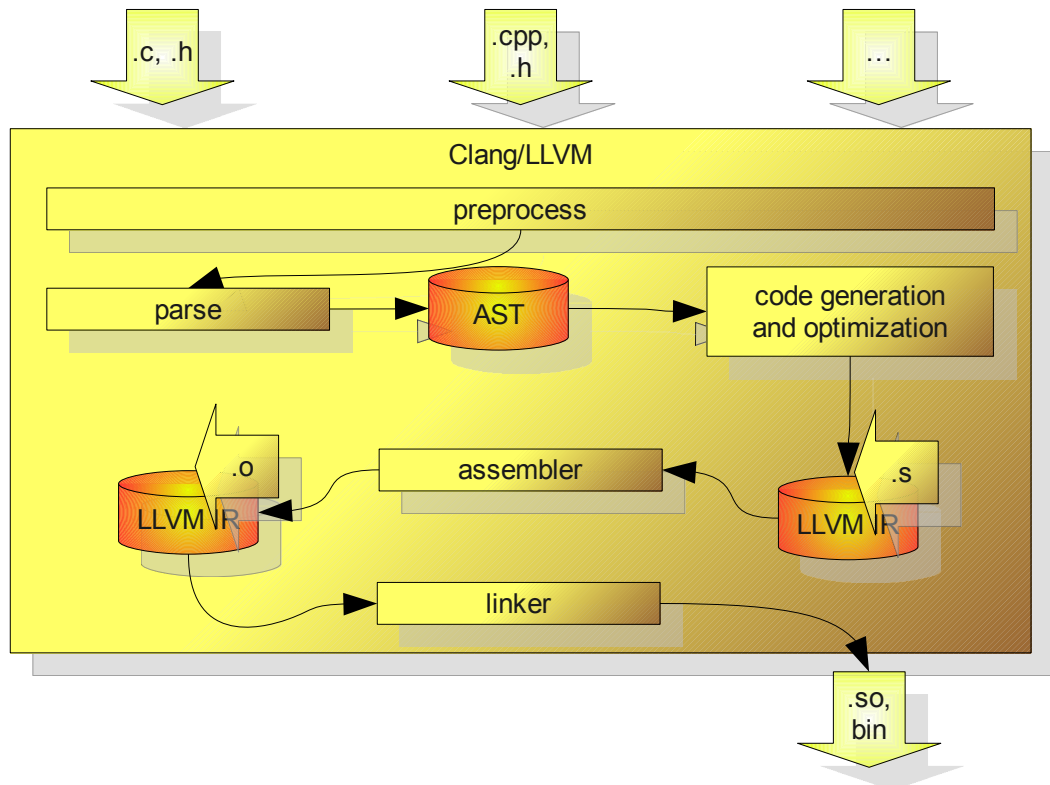 .c, .h
.cpp,
.h
...
Clang/LLVM
preprocess
parse
AST
code generation
and optimization
.o
assembler
.s
LLVM IR
LLVM IR
linker
.so,
bin